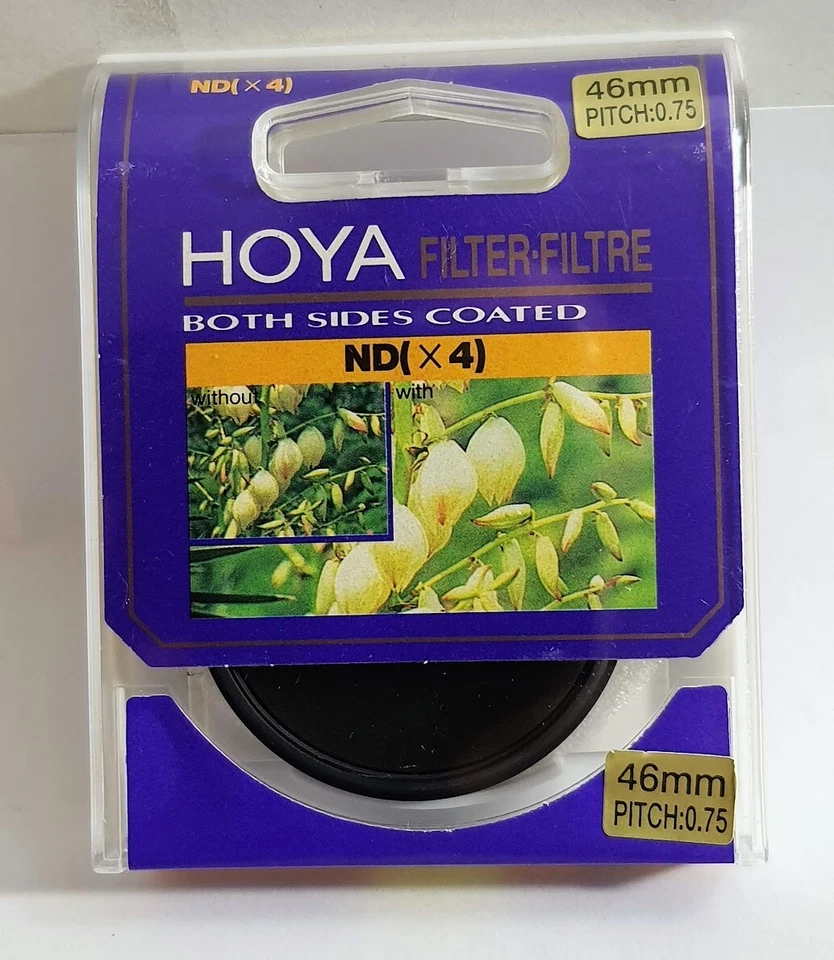 ND(×4)
46mm
PITCH:0.75
HOYA FILTER·FILTRE
BOTH SIDES COATED
ND(×4)
without
with
46mm
PITCH:0.75